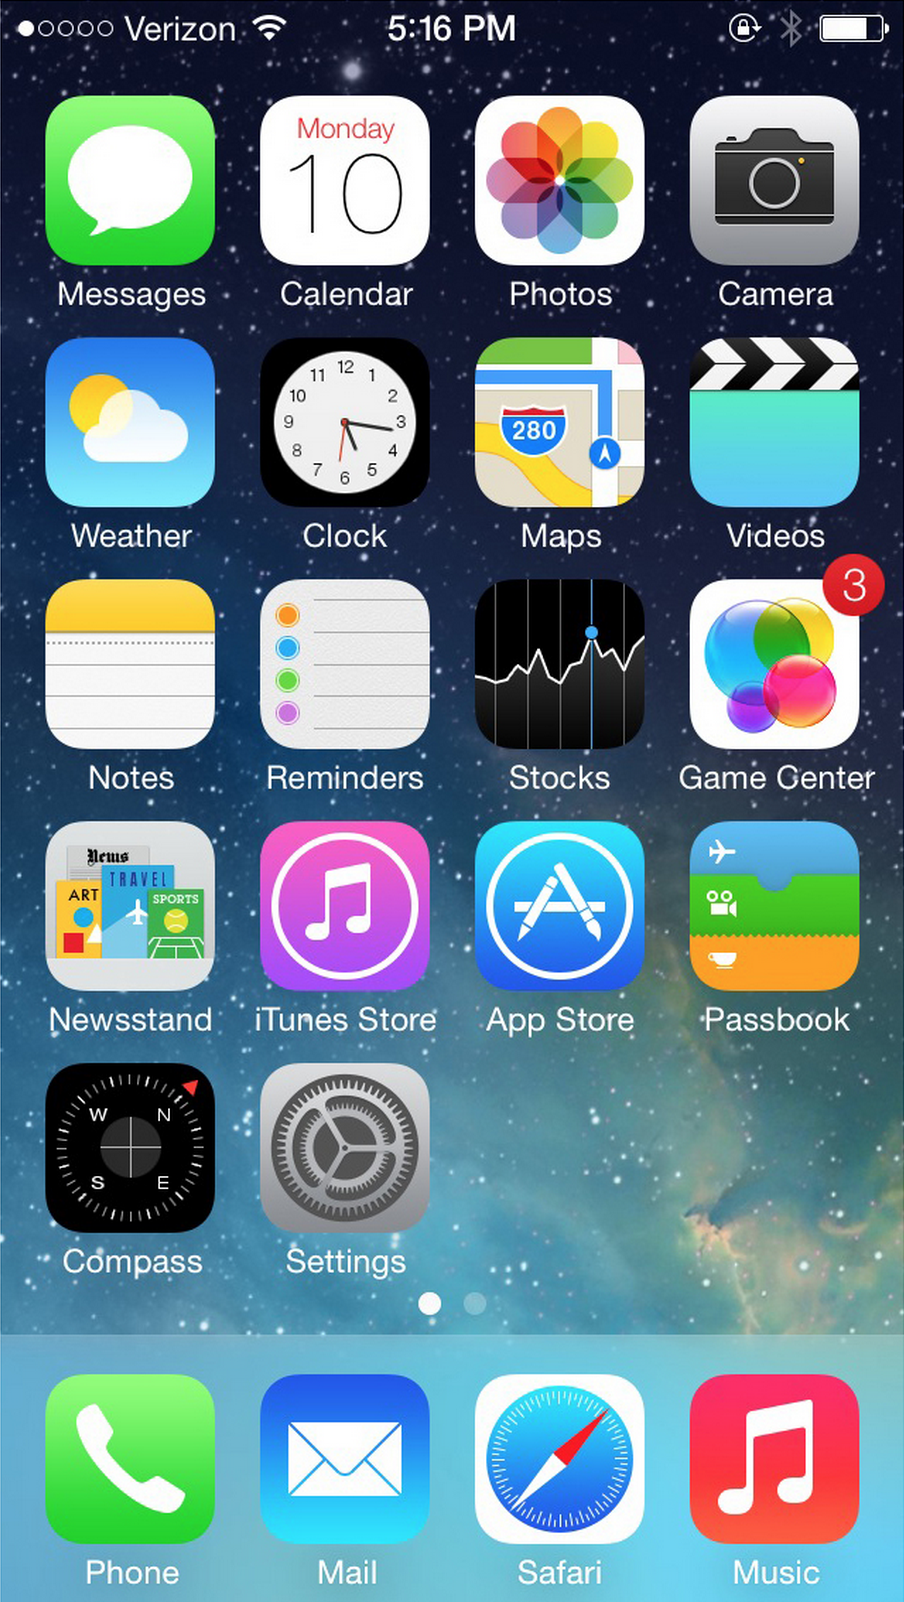 Verizon 5:16 PM
Monday
10
Messages Calendar Photos Camera
12
11 1
10 2
9 3
8 4
7 5
6
280
Weather Clock Maps Videos
3
Notes Reminders Stocks Game Center
News
TRAVEL
ART
SPORTS
Newsstand iTunes Store App Store Passbook
W N
S E
Compass Settings
Phone Mail Safari Music